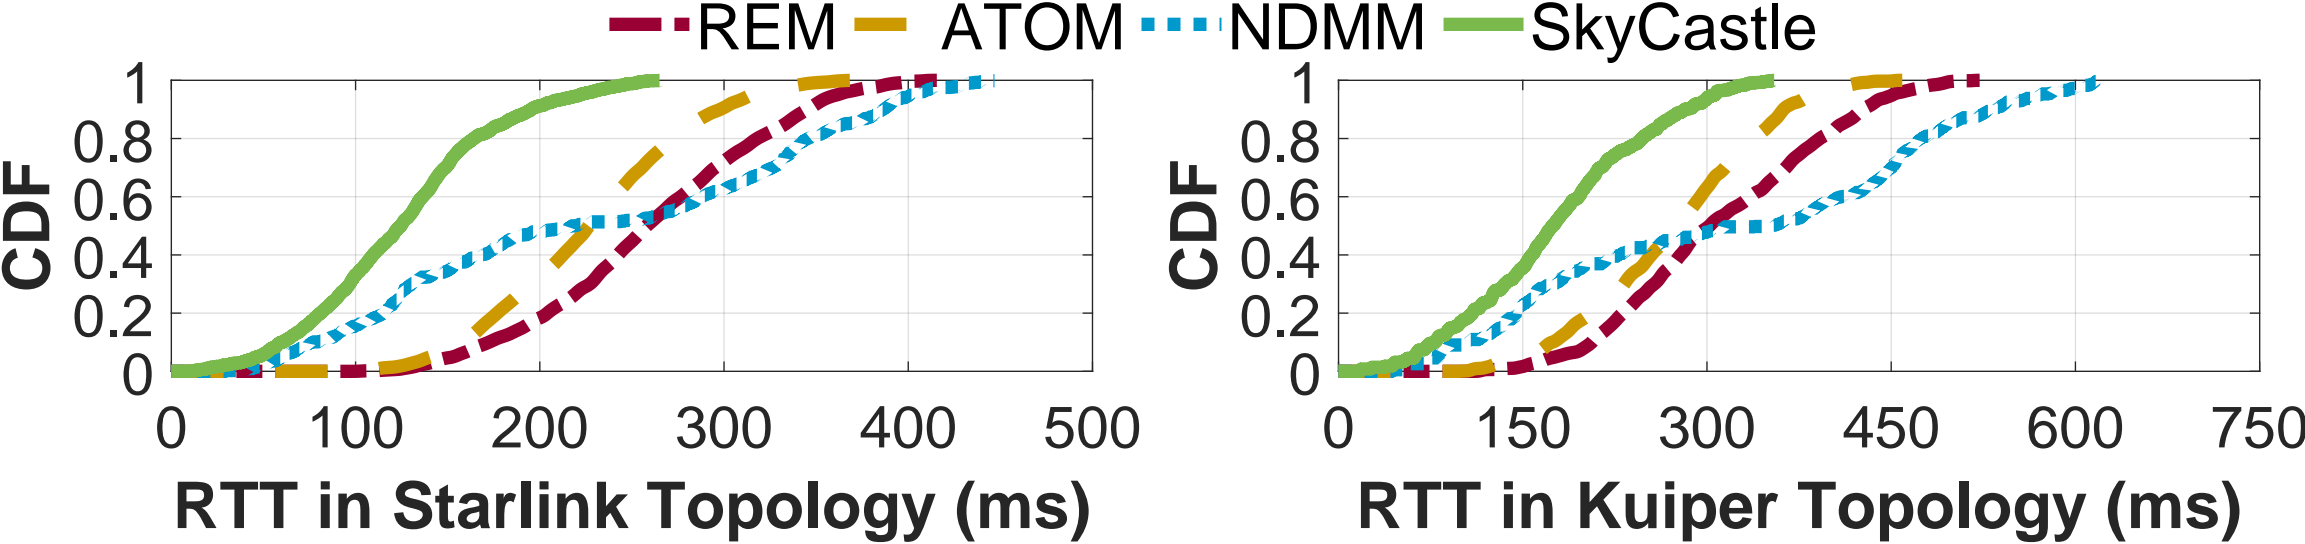 REM ATOM NDMM SkyCastle
CDF
1
0.8
0.6
0.4
0.2
0
0 100 200 300 400 500
RTT in Starlink Topology (ms)
CDF
1
0.8
0.6
0.4
0.2
0
0 150 300 450 600 750
RTT in Kuiper Topology (ms)